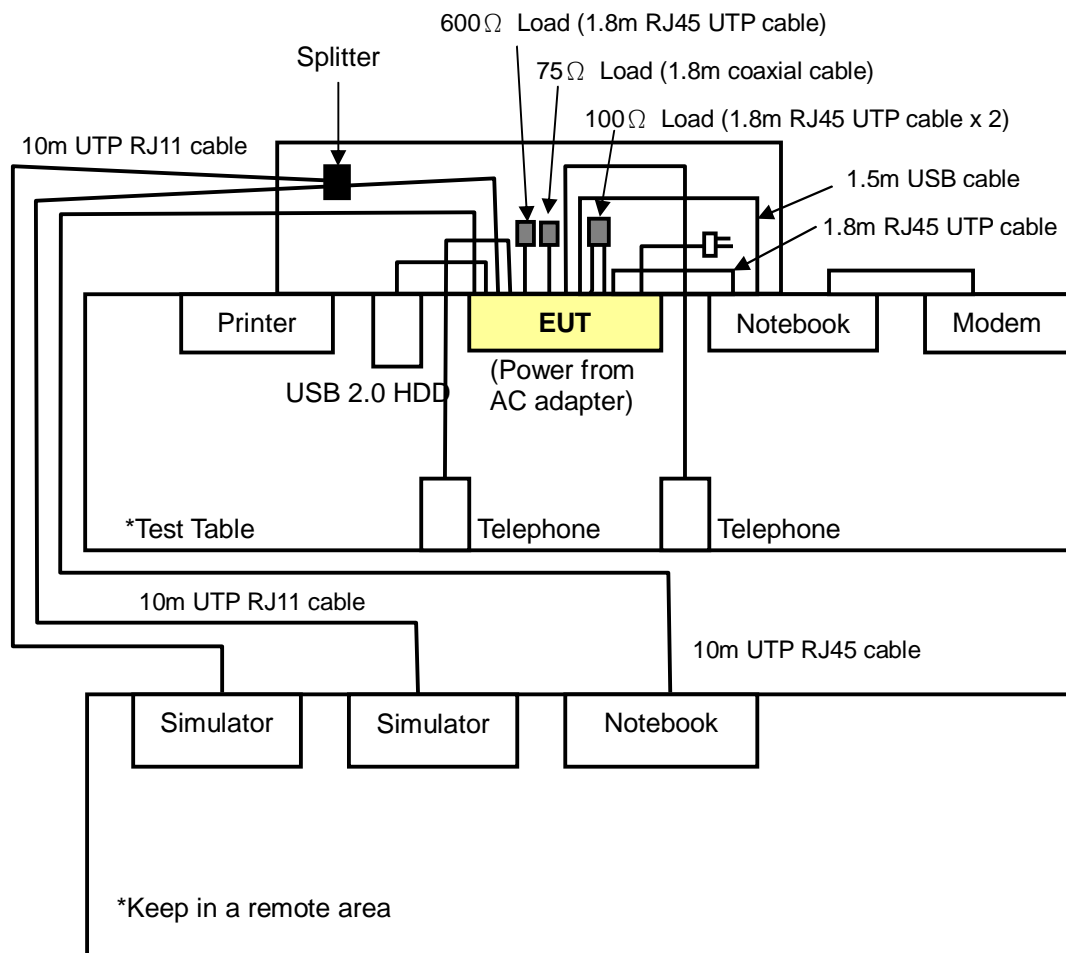 600Ω Load (1.8m RJ45 UTP cable)
Splitter
75Ω Load (1.8m coaxial cable)
100Ω Load (1.8m RJ45 UTP cable x 2)
10m UTP RJ11 cable
1.5m USB cable
1.8m RJ45 UTP cable
Printer
EUT
Notebook
Modem
USB 2.0 HDD
(Power from
AC adapter)
*Test Table
Telephone
Telephone
10m UTP RJ11 cable
10m UTP RJ45 cable
Simulator
Simulator
Notebook
*Keep in a remote area